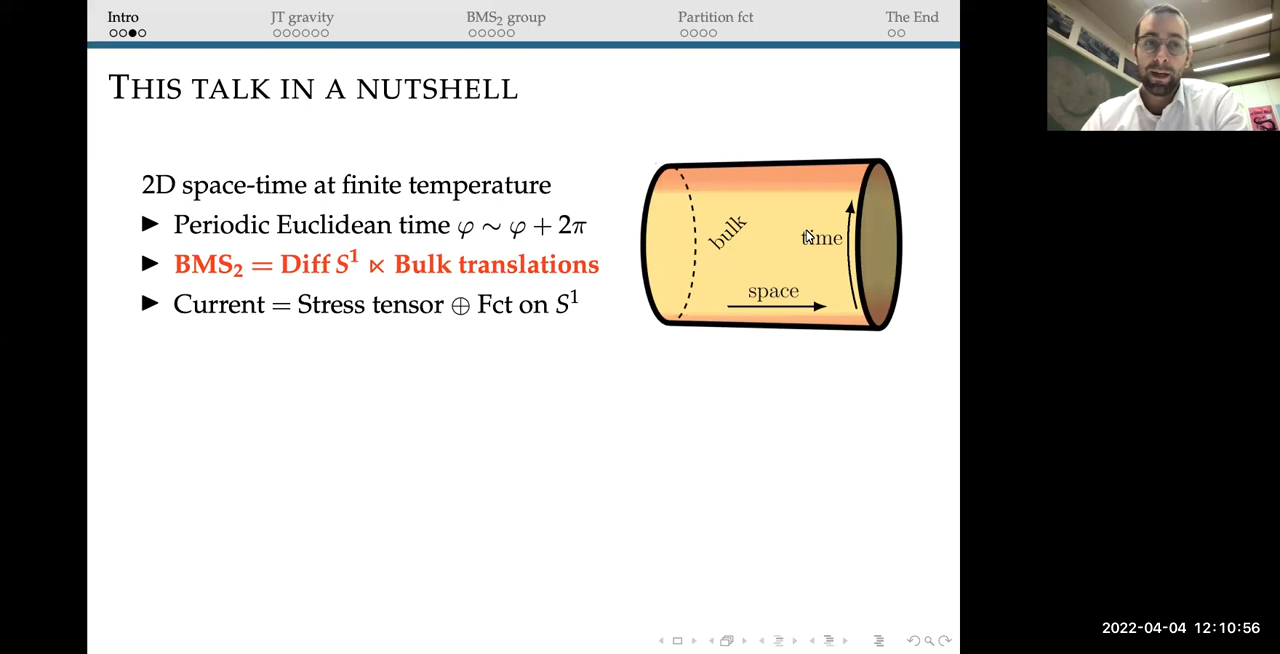 Intro JT gravity BMS₂ group Partition fct The End
THIS TALK IN A NUTSHELL
2D space-time at finite temperature
▶ Periodic Euclidean time φ ∼ φ + 2π
▶ BMS₂ = Diff S¹ ⋉ Bulk translations
▶ Current = Stress tensor ⊕ Fct on S¹
bulk
time
space
2022-04-04 12:10:56